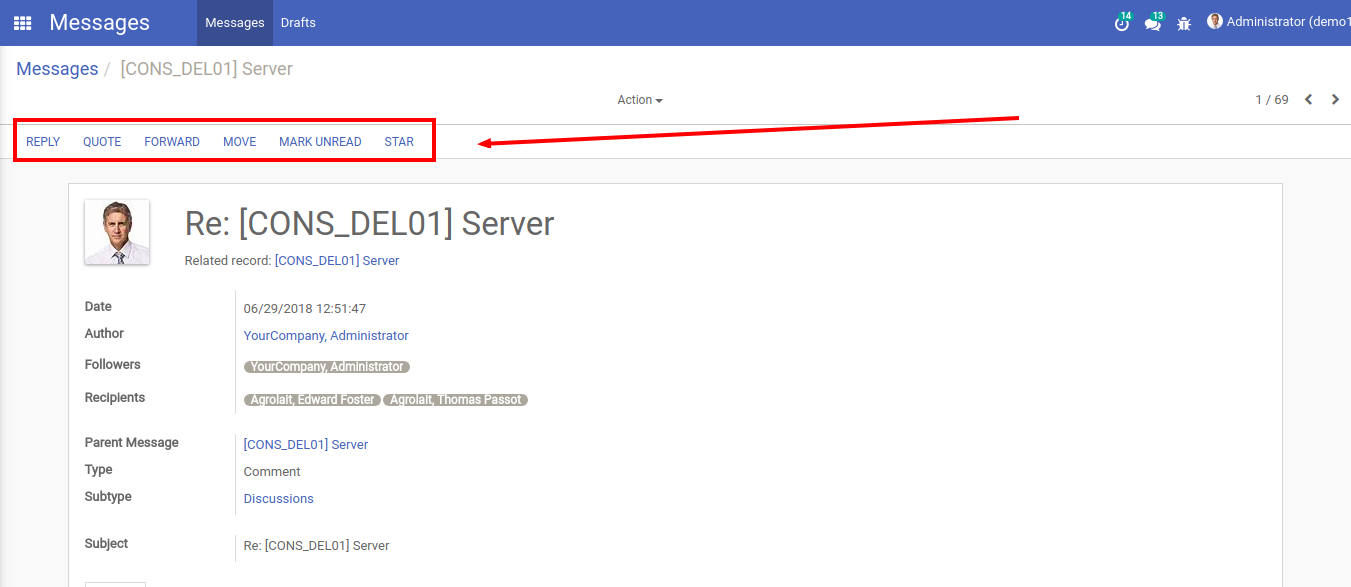 Messages Messages Drafts 14 13 Administrator (demo1
Messages / [CONS_DEL01] Server
Action 1 / 69
REPLY QUOTE FORWARD MOVE MARK UNREAD STAR
Re: [CONS_DEL01] Server
Related record: [CONS_DEL01] Server
Date 06/29/2018 12:51:47
Author YourCompany, Administrator
Followers YourCompany, Administrator
Recipients Agrolait, Edward Foster Agrolait, Thomas Passot
Parent Message [CONS_DEL01] Server
Type Comment
Subtype Discussions
Subject Re: [CONS_DEL01] Server